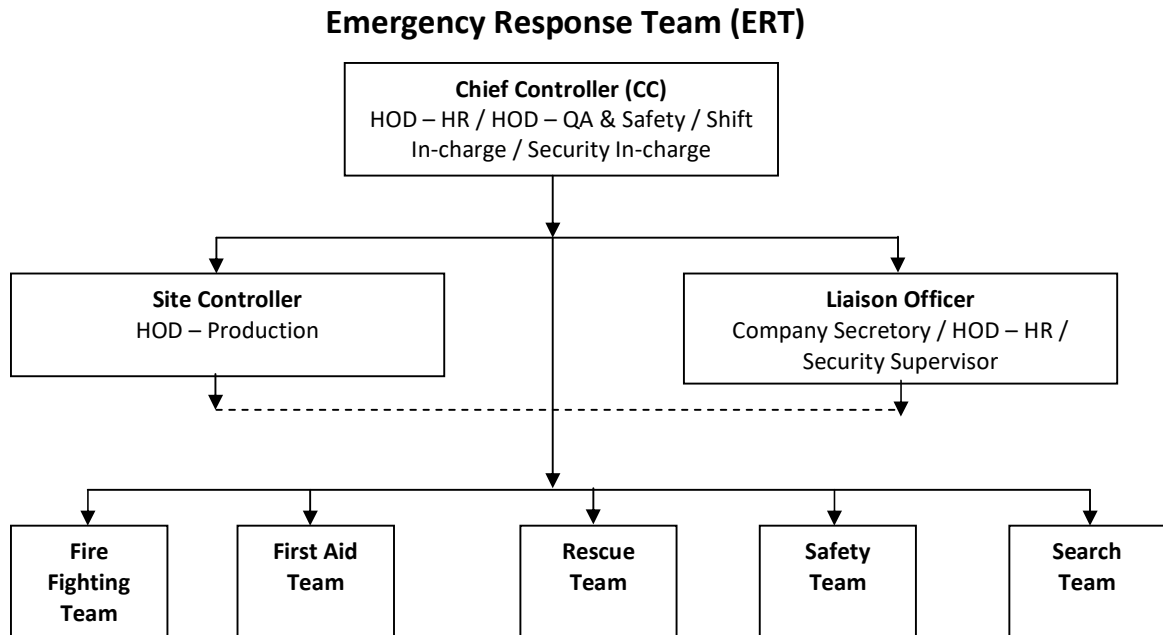 Emergency Response Team (ERT)
Chief Controller (CC)
HOD – HR / HOD – QA & Safety / Shift
In-charge / Security In-charge
Site Controller
HOD – Production
Liaison Officer
Company Secretory / HOD – HR /
Security Supervisor
Fire
Fighting
Team
First Aid
Team
Rescue
Team
Safety
Team
Search
Team